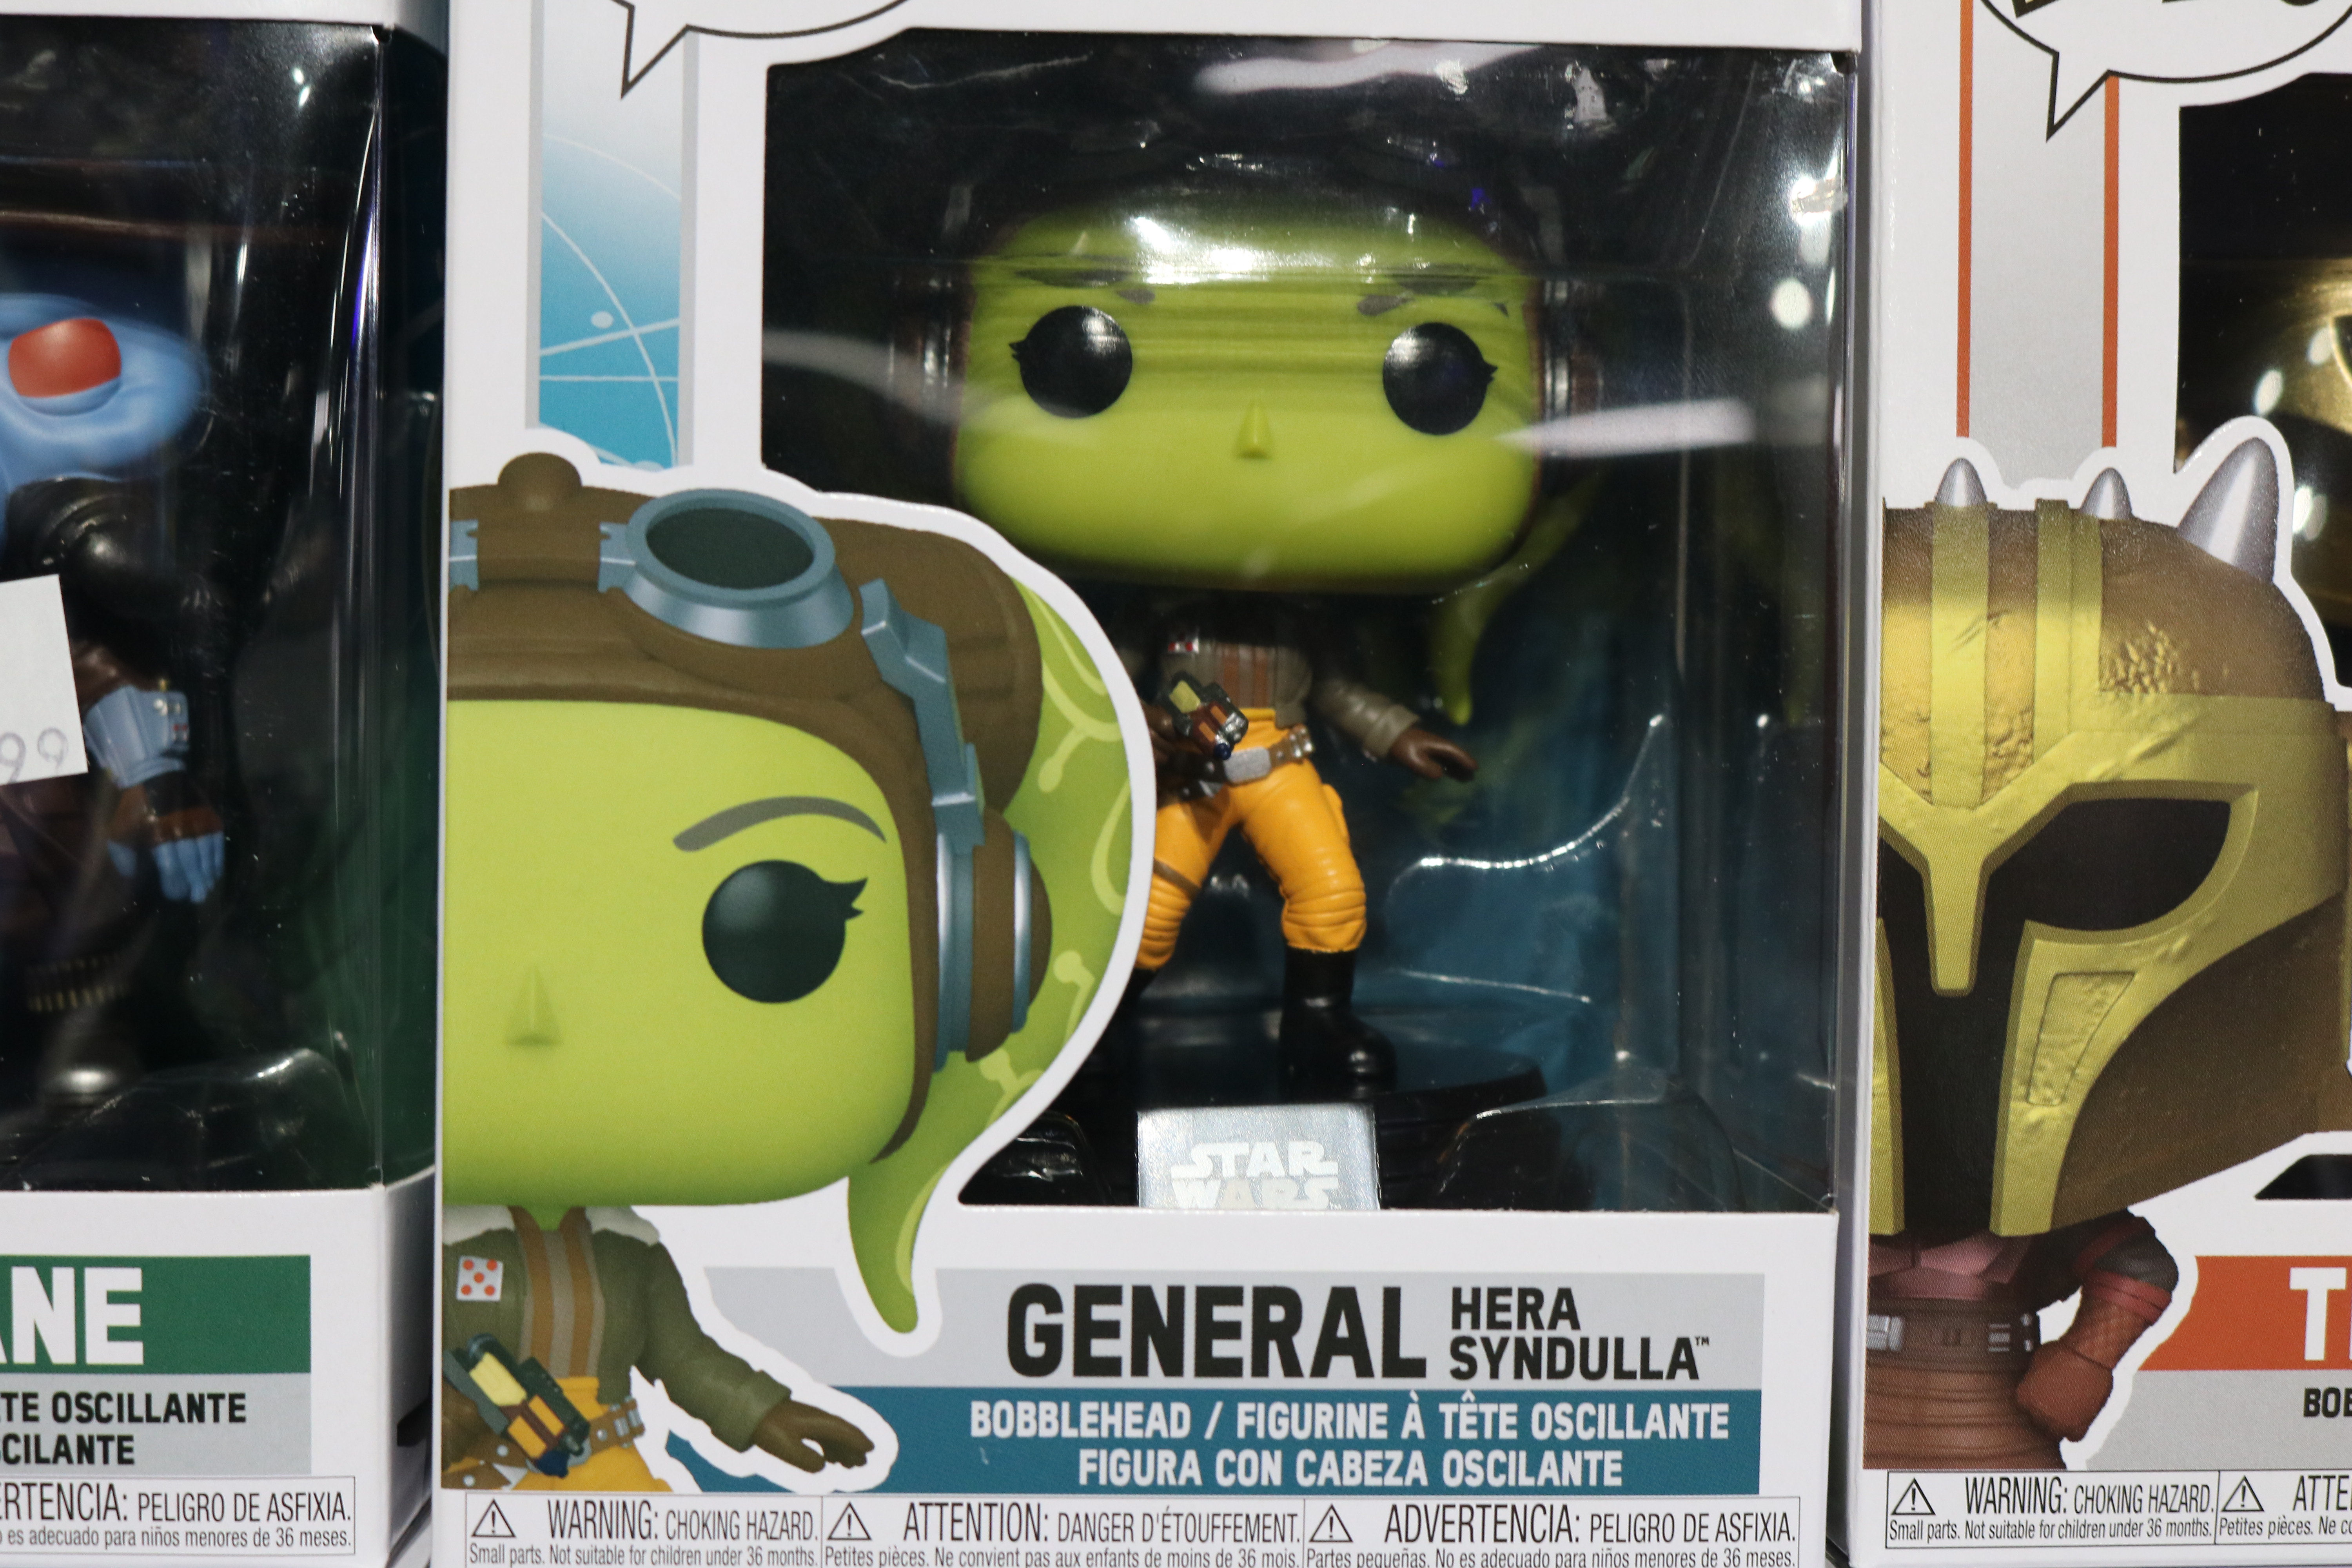 99
ANE
TE OSCILLANTE
SCILANTE
ERTENCIA: PELIGRO DE ASFIXIA.
es adecuado para niños menores de 36 meses.
STAR
WARS
GENERAL HERA
SYNDULLA™
BOBBLEHEAD / FIGURINE À TÊTE OSCILLANTE
FIGURA CON CABEZA OSCILANTE
WARNING: CHOKING HAZARD.
Small parts. Not suitable for children under 36 months.
ATTENTION: DANGER D'ÉTOUFFEMENT.
Petites pièces. Ne convient pas aux enfants de moins de 36 mois.
ADVERTENCIA: PELIGRO DE ASFIXIA.
Partes pequeñas. No es adecuado para niños menores de 36 meses.
T
BOB
WARNING: CHOKING HAZARD.
Small parts. Not suitable for children under 36 months.
ATTE
Petites pièces. Ne co